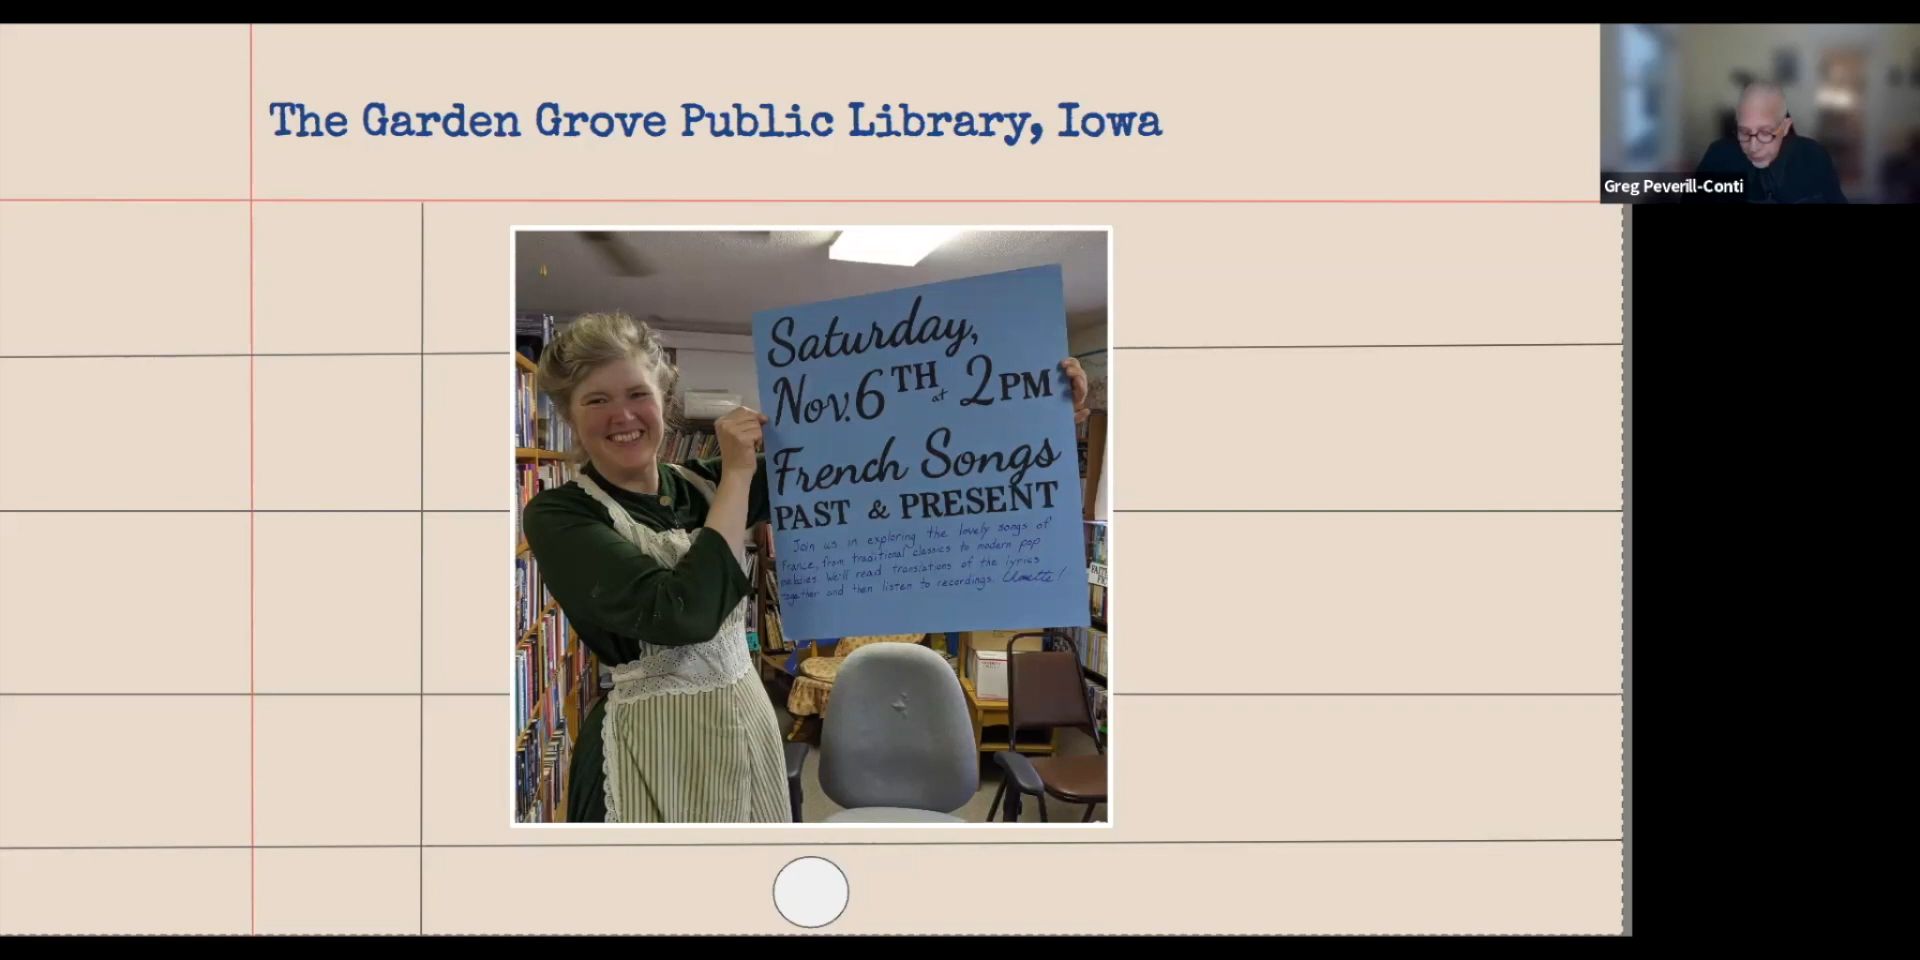 The Garden Grove Public Library, Iowa
Greg Peverill-Conti
Saturday,
Nov. 6TH at 2PM
French Songs
PAST & PRESENT
Join us in exploring the lovely songs of
France, from traditional classics to modern pop
melodies. We'll read translations of the lyrics
together and then listen to recordings.